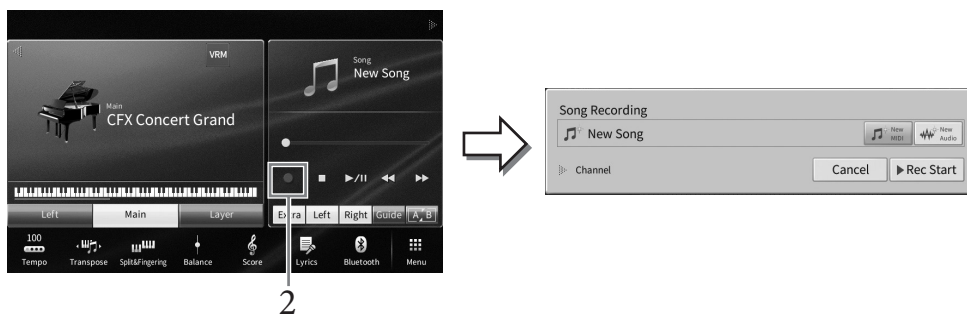 VRM
Main
CFX Concert Grand
Song
New Song
Left Main Layer
Extra Left Right Guide A B
100
Tempo Transpose Split&Fingering Balance Score Lyrics Bluetooth Menu
2
Song Recording
New Song
New
MIDI
New
Audio
Channel
Cancel
Rec Start